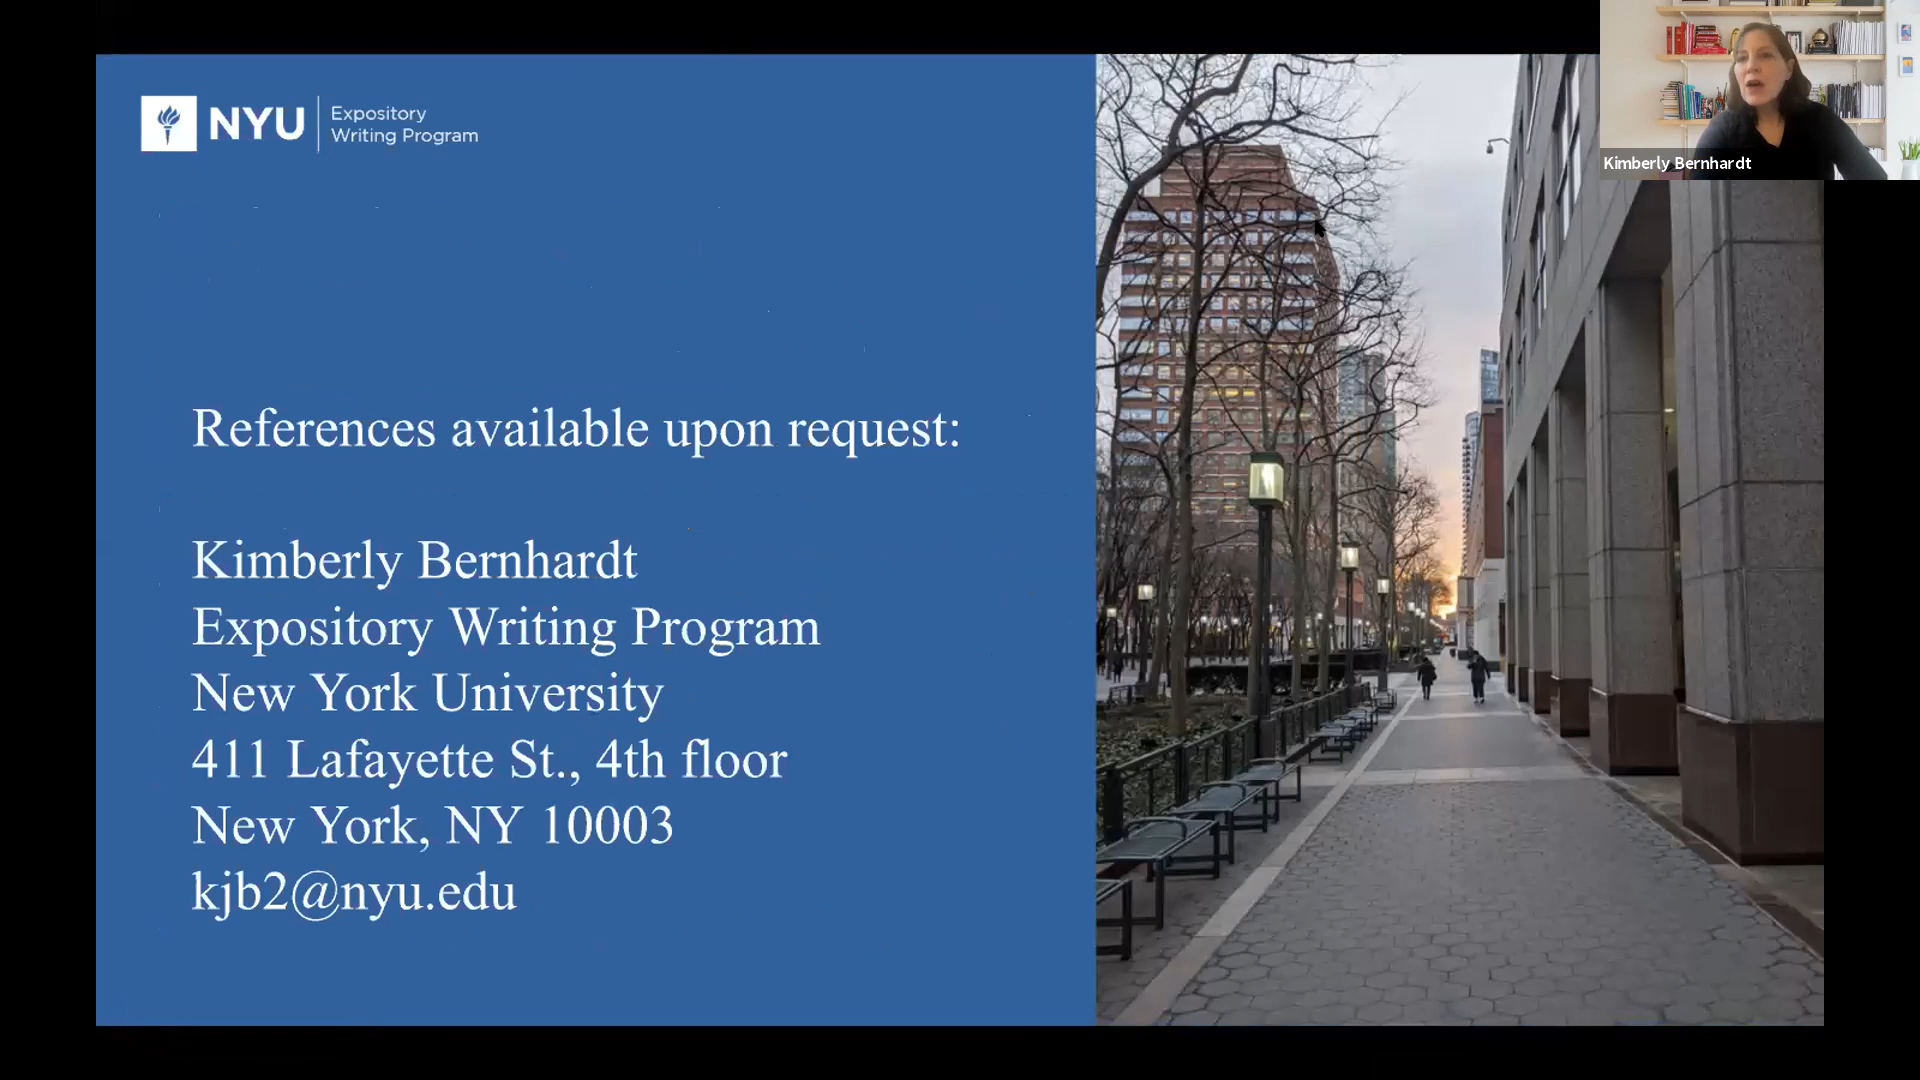 NYU
Expository
Writing Program
References available upon request:
Kimberly Bernhardt
Expository Writing Program
New York University
411 Lafayette St., 4th floor
New York, NY 10003
kjb2@nyu.edu
Kimberly Bernhardt